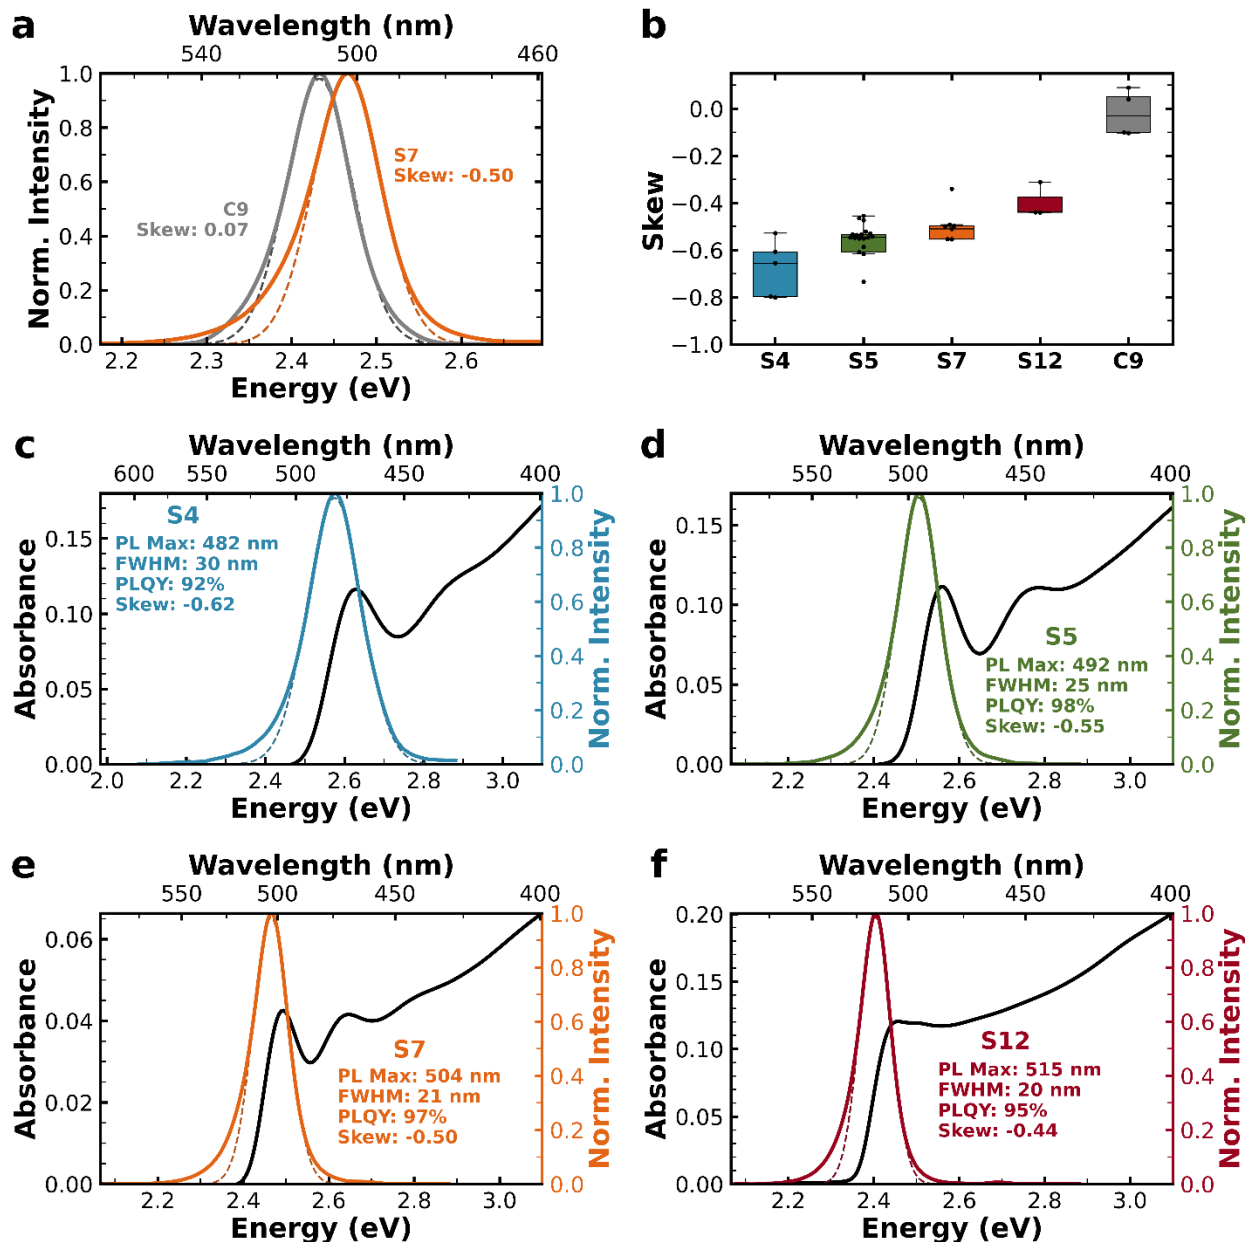 a
Wavelength (nm)
540 500 460
Norm. Intensity
1.0
0.8
0.6
0.4
0.2
0.0
S7
Skew: -0.50
C9
Skew: 0.07
2.2 2.3 2.4 2.5 2.6
Energy (eV)
b
Skew
0.0
−0.2
−0.4
−0.6
−0.8
−1.0
S4 S5 S7 S12 C9
c
Wavelength (nm)
600 550 500 450 400
Absorbance
0.15
0.10
0.05
0.00
S4
PL Max: 482 nm
FWHM: 30 nm
PLQY: 92%
Skew: -0.62
1.0
0.8
0.6
0.4
0.2
0.0
Norm. Intensity
2.0 2.2 2.4 2.6 2.8 3.0
Energy (eV)
d
Wavelength (nm)
550 500 450 400
Absorbance
0.15
0.10
0.05
0.00
S5
PL Max: 492 nm
FWHM: 25 nm
PLQY: 98%
Skew: -0.55
1.0
0.8
0.6
0.4
0.2
0.0
Norm. Intensity
2.2 2.4 2.6 2.8 3.0
Energy (eV)
e
Wavelength (nm)
550 500 450 400
Absorbance
0.06
0.04
0.02
0.00
S7
PL Max: 504 nm
FWHM: 21 nm
PLQY: 97%
Skew: -0.50
1.0
0.8
0.6
0.4
0.2
0.0
Norm. Intensity
2.2 2.4 2.6 2.8 3.0
Energy (eV)
f
Wavelength (nm)
550 500 450 400
Absorbance
0.20
0.15
0.10
0.05
0.00
S12
PL Max: 515 nm
FWHM: 20 nm
PLQY: 95%
Skew: -0.44
1.0
0.8
0.6
0.4
0.2
0.0
Norm. Intensity
2.2 2.4 2.6 2.8 3.0
Energy (eV)